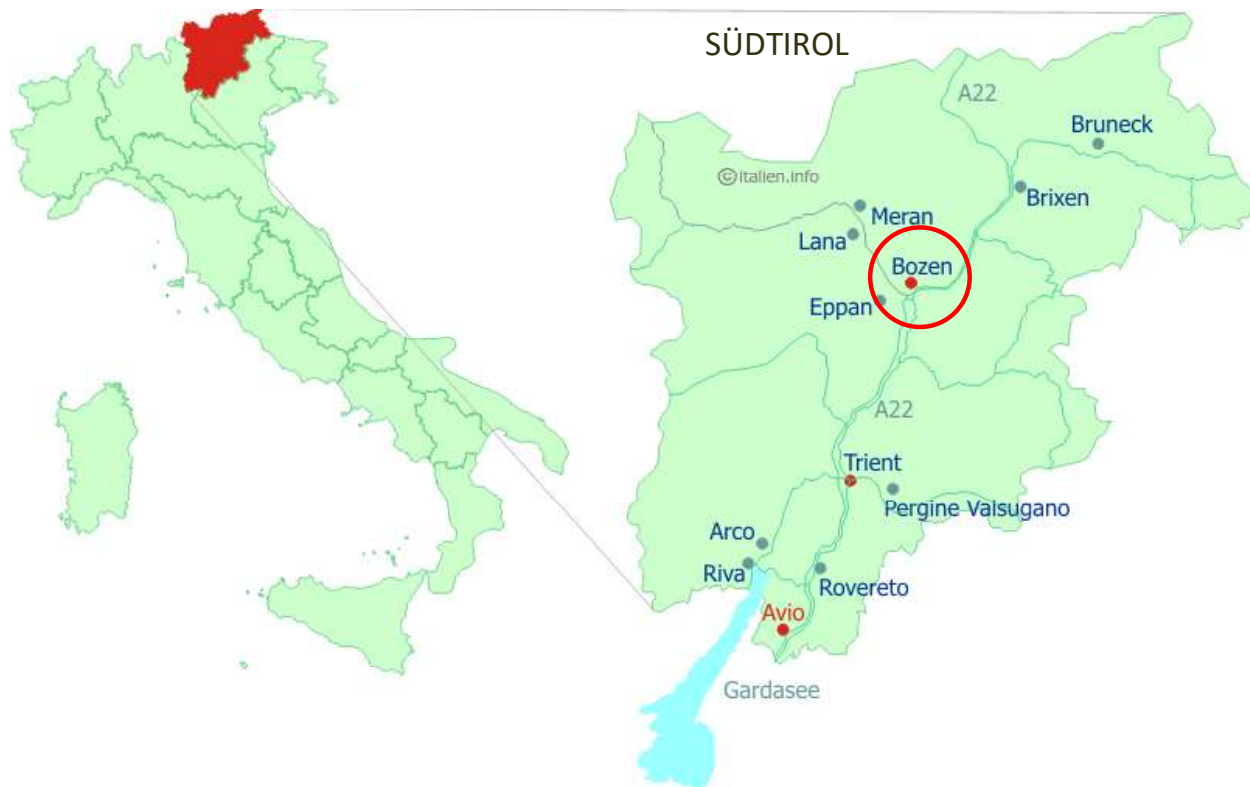 SÜDTIROL
A22
Bruneck
©italien.info
Brixen
Meran
Lana
Bozen
Eppan
A22
Trient
Pergine Valsugano
Arco
Riva
Rovereto
Avio
Gardasee